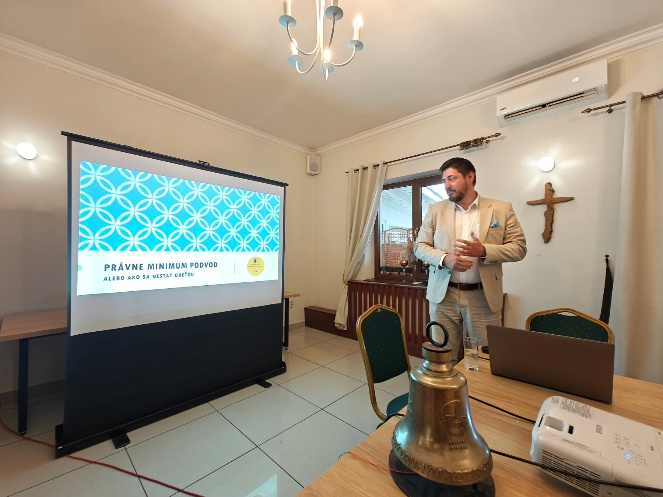 PRÁVNE MINIMUM PODVOD
ALEBO AKO SA NESTAŤ OBEŤOU